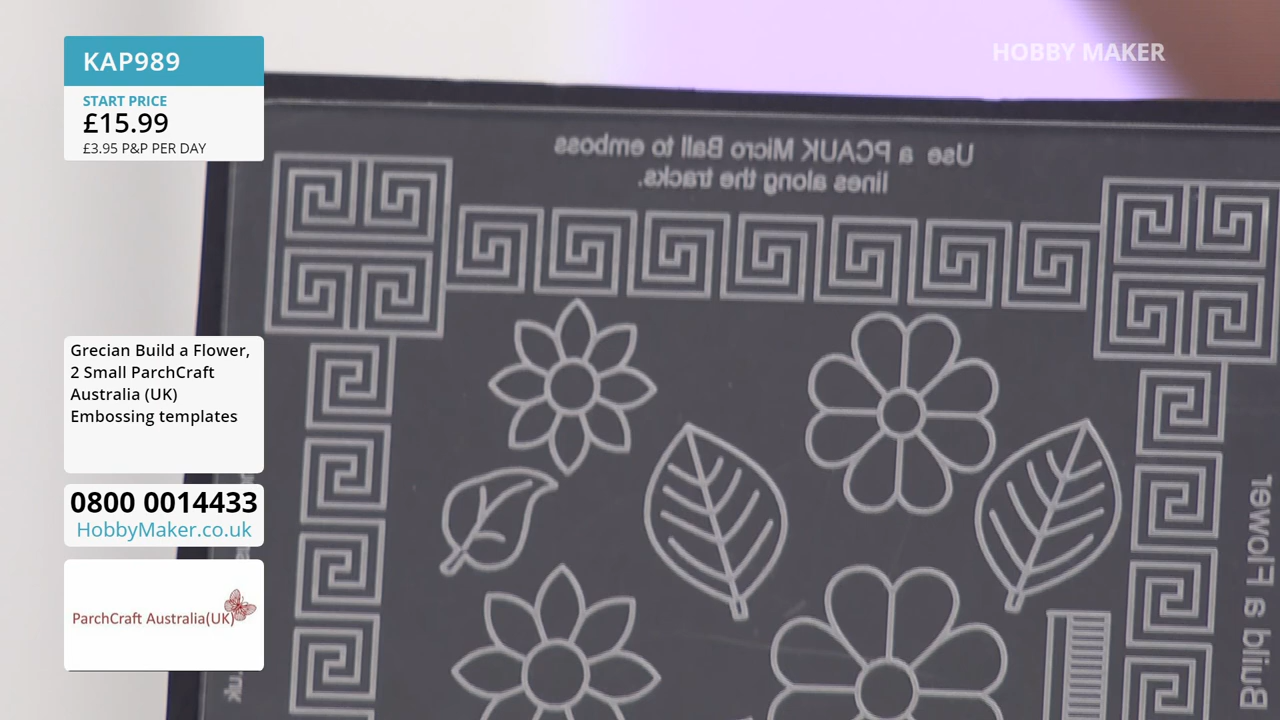 KAP989
START PRICE
£15.99
£3.95 P&P PER DAY
HOBBY MAKER
Use a PCAUK Micro Ball to emboss
lines along the tracks.
Grecian Build a Flower,
2 Small ParchCraft
Australia (UK)
Embossing templates
0800 0014433
HobbyMaker.co.uk
ParchCraft Australia(UK)
Build a Flower